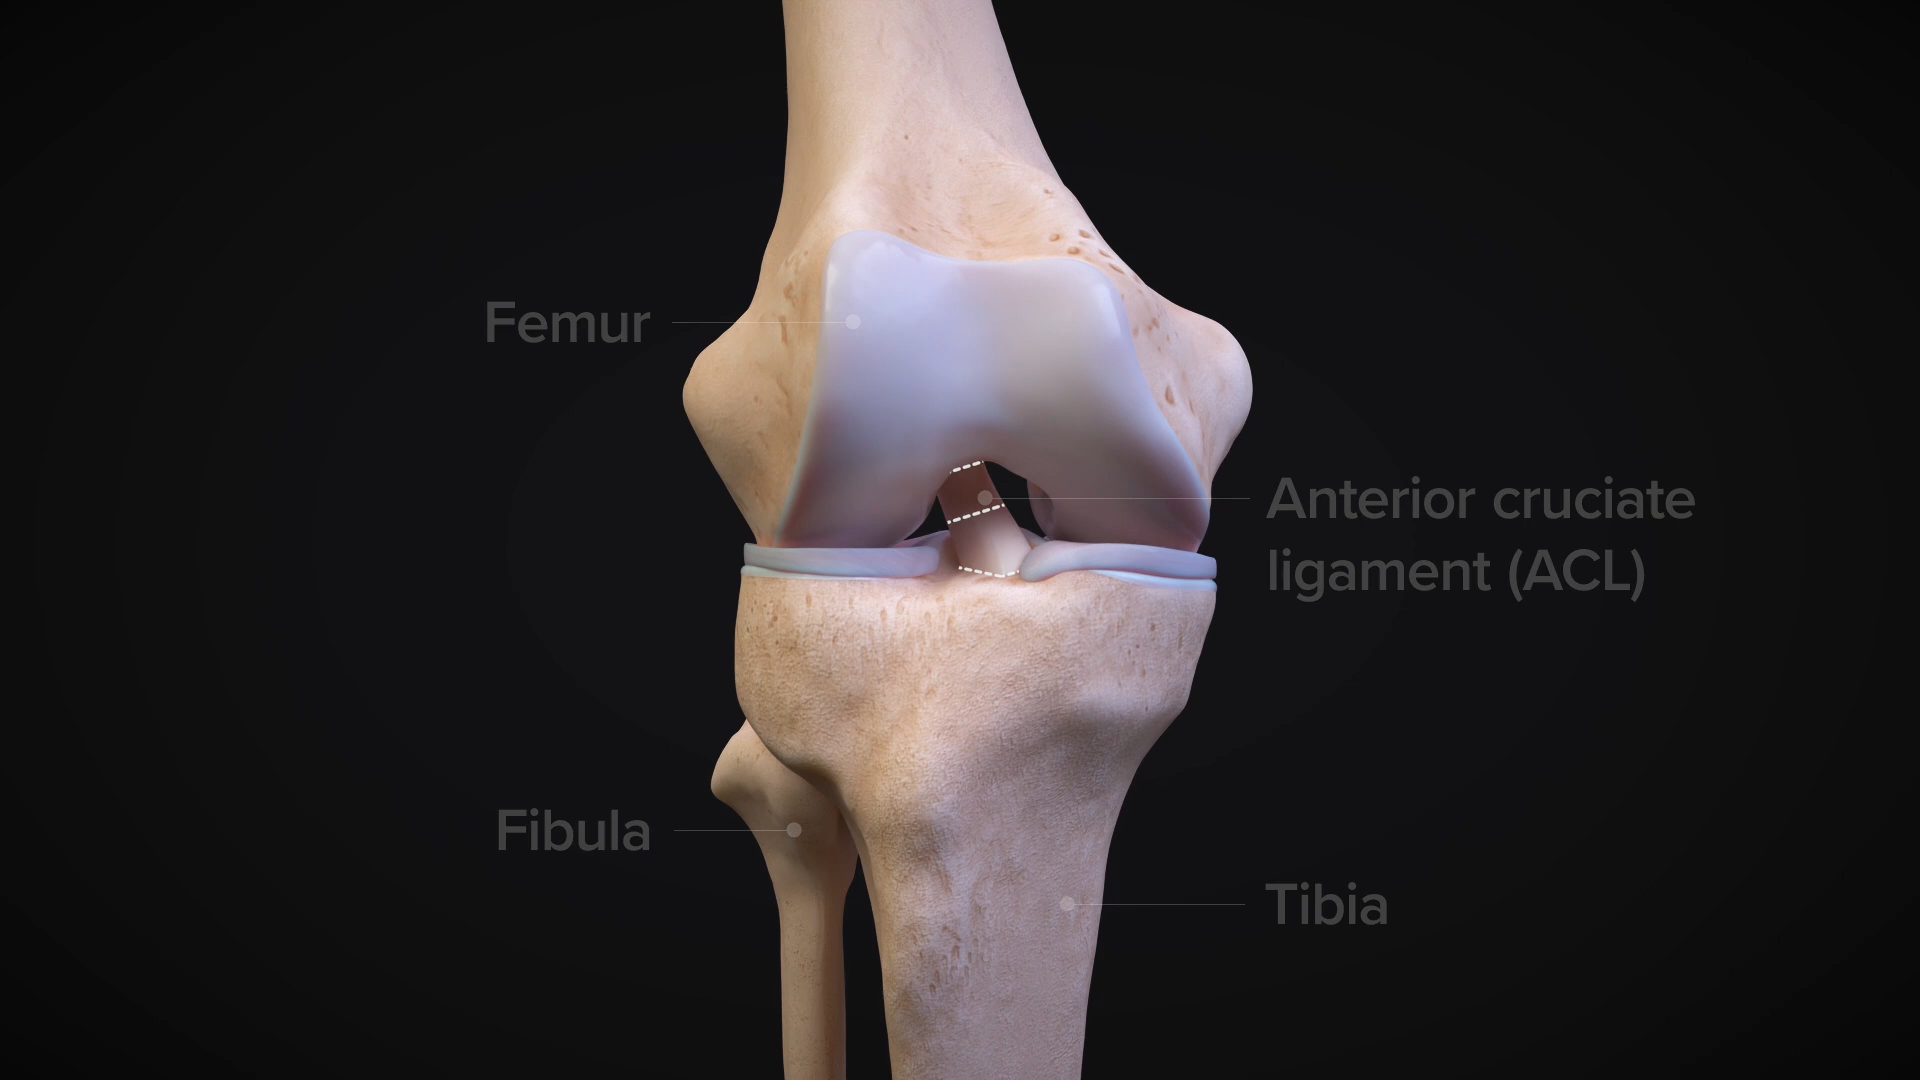 Femur
Anterior cruciate
ligament (ACL)
Fibula
Tibia